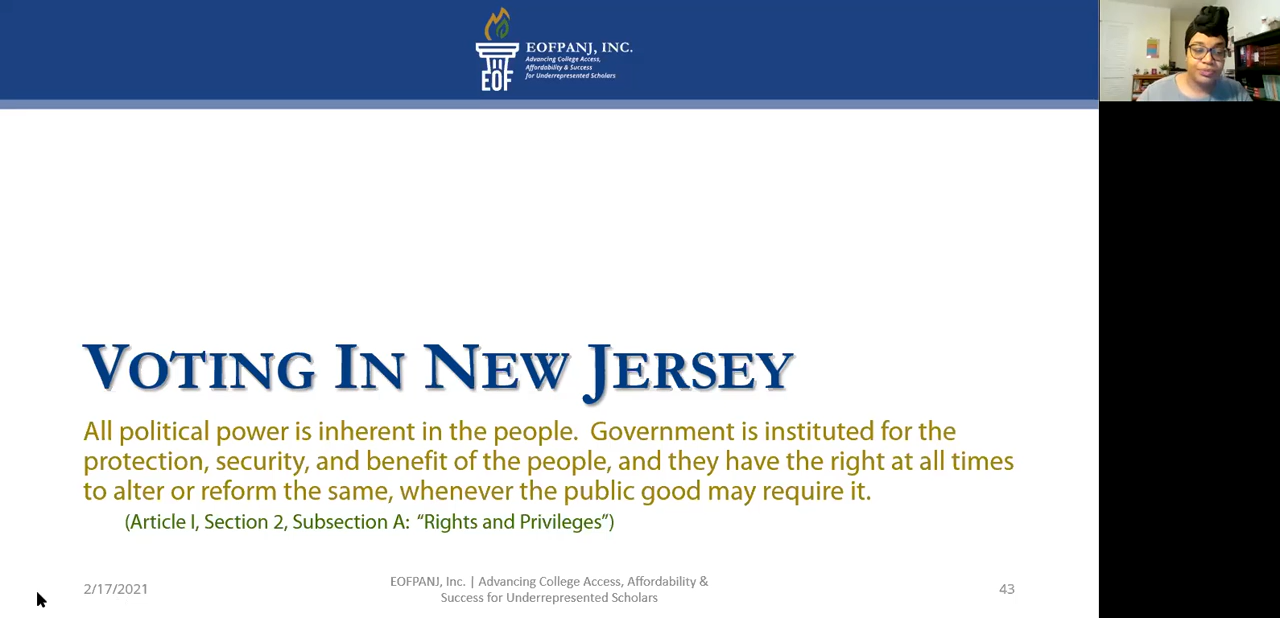 EOFPANJ, INC.
Advancing College Access,
Affordability & Success
for Underrepresented Scholars
EOF
VOTING IN NEW JERSEY
All political power is inherent in the people.  Government is instituted for the
protection, security, and benefit of the people, and they have the right at all times
to alter or reform the same, whenever the public good may require it.
(Article I, Section 2, Subsection A:  “Rights and Privileges”)
2/17/2021
EOFPANJ, Inc. | Advancing College Access, Affordability &
Success for Underrepresented Scholars
43